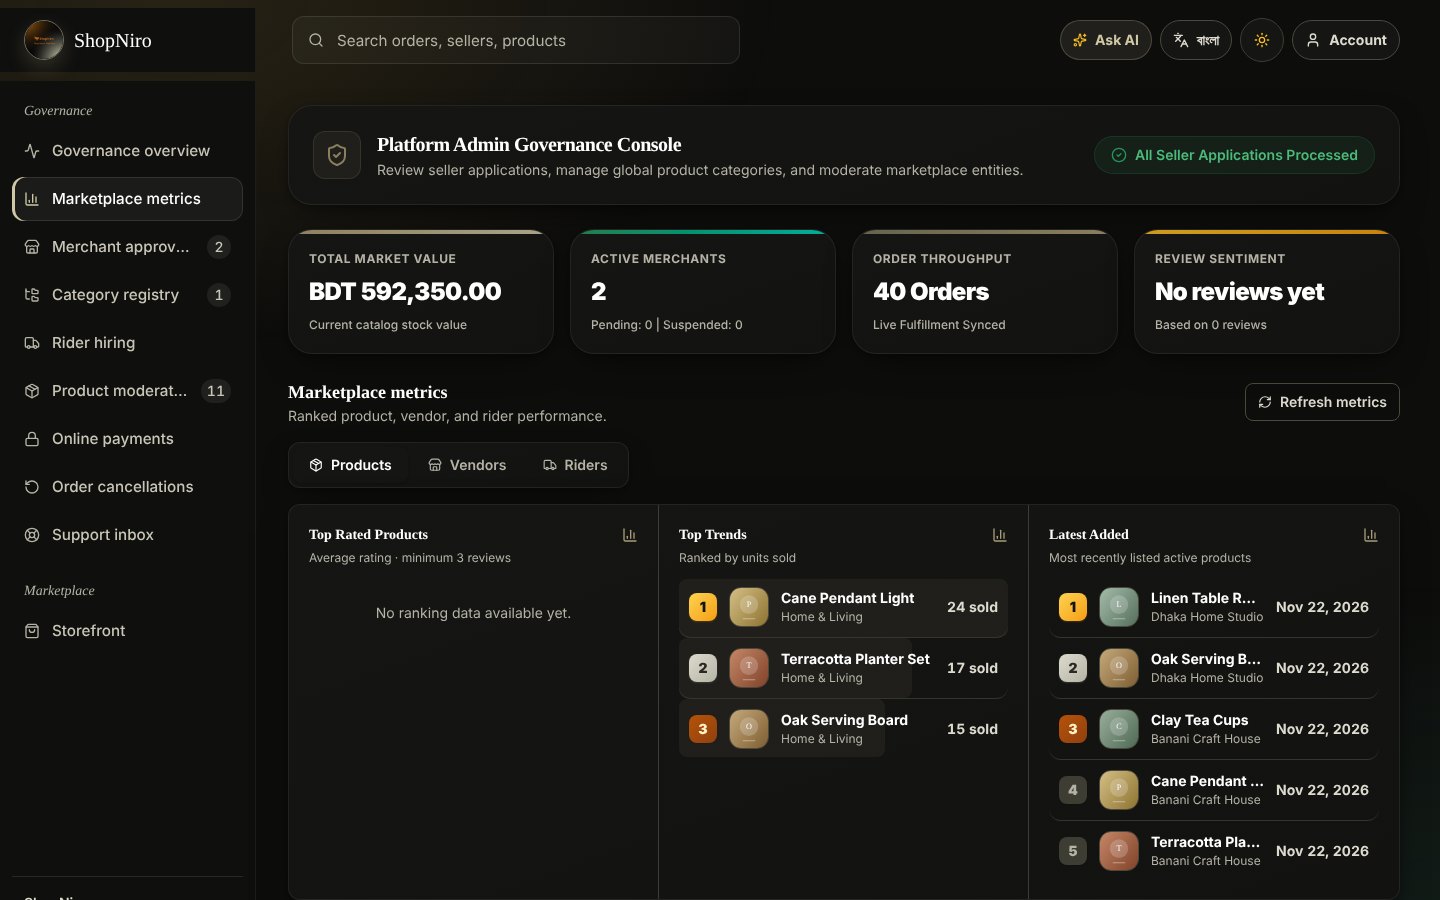 ShopNiro
Search orders, sellers, products
Ask AI
বাংলা
Account
Governance
Governance overview
Marketplace metrics
Merchant approv... 2
Category registry 1
Rider hiring
Product moderat... 11
Online payments
Order cancellations
Support inbox
Marketplace
Storefront
Platform Admin Governance Console
Review seller applications, manage global product categories, and moderate marketplace entities.
All Seller Applications Processed
TOTAL MARKET VALUE
BDT 592,350.00
Current catalog stock value
ACTIVE MERCHANTS
2
Pending: 0 | Suspended: 0
ORDER THROUGHPUT
40 Orders
Live Fulfillment Synced
REVIEW SENTIMENT
No reviews yet
Based on 0 reviews
Marketplace metrics
Ranked product, vendor, and rider performance.
Refresh metrics
Products
Vendors
Riders
Top Rated Products
Average rating · minimum 3 reviews
No ranking data available yet.
Top Trends
Ranked by units sold
1 P Cane Pendant Light 24 sold
Home & Living
2 T Terracotta Planter Set 17 sold
Home & Living
3 O Oak Serving Board 15 sold
Home & Living
Latest Added
Most recently listed active products
1 L Linen Table R... Nov 22, 2026
Dhaka Home Studio
2 O Oak Serving B... Nov 22, 2026
Dhaka Home Studio
3 C Clay Tea Cups Nov 22, 2026
Banani Craft House
4 P Cane Pendant ... Nov 22, 2026
Banani Craft House
5 T Terracotta Pla... Nov 22, 2026
Banani Craft House